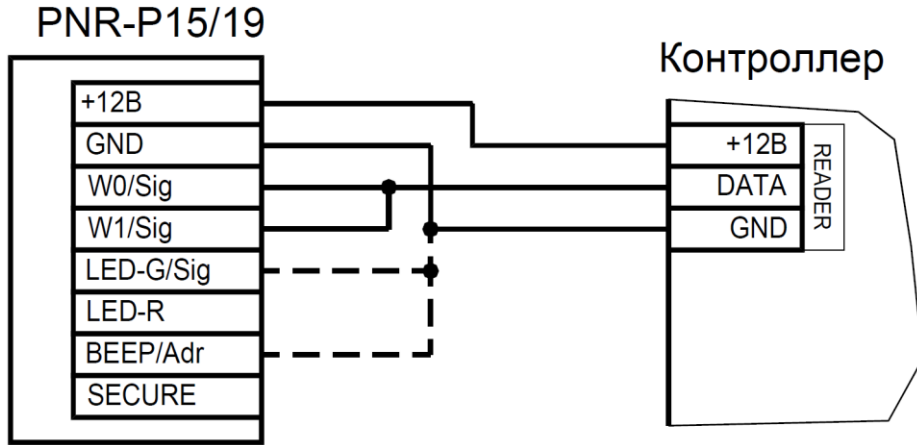 PNR-P15/19
+12В
GND
W0/Sig
W1/Sig
LED-G/Sig
LED-R
BEEP/Adr
SECURE
Контроллер
+12В
DATA
GND
READER